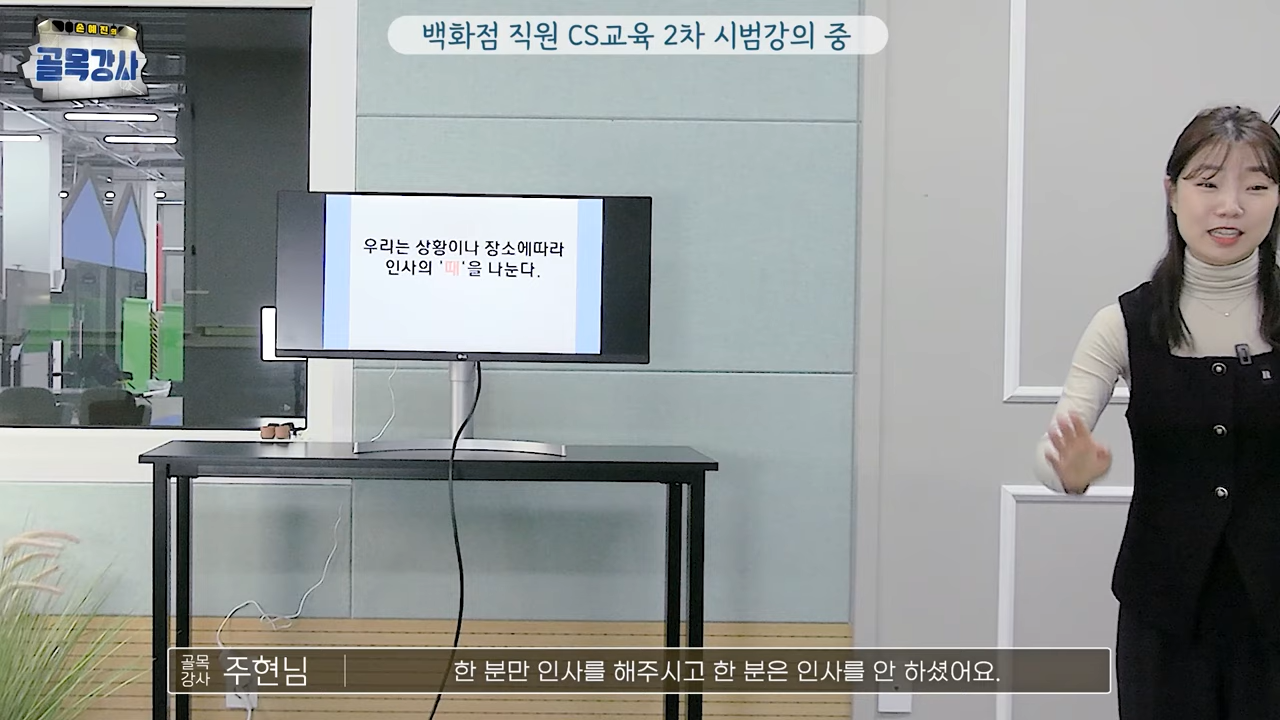 손혜진의
골목강사
백화점 직원 CS교육 2차 시범강의 중
우리는 상황이나 장소에따라
인사의 '때'을 나눈다.
LG
골목
강사
주현님
한 분만 인사를 해주시고 한 분은 인사를 안 하셨어요.